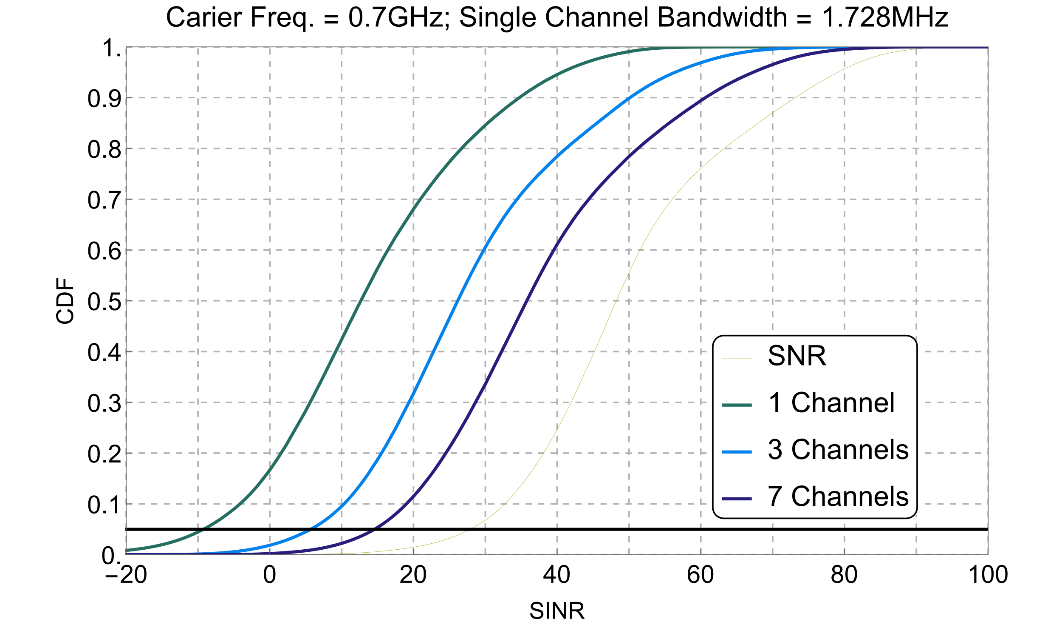 Carier Freq. = 0.7GHz; Single Channel Bandwidth = 1.728MHz
1.
0.9
0.8
0.7
0.6
0.5
0.4
0.3
0.2
0.1
0.
CDF
SNR
1 Channel
3 Channels
7 Channels
−20
0
20
40
60
80
100
SINR